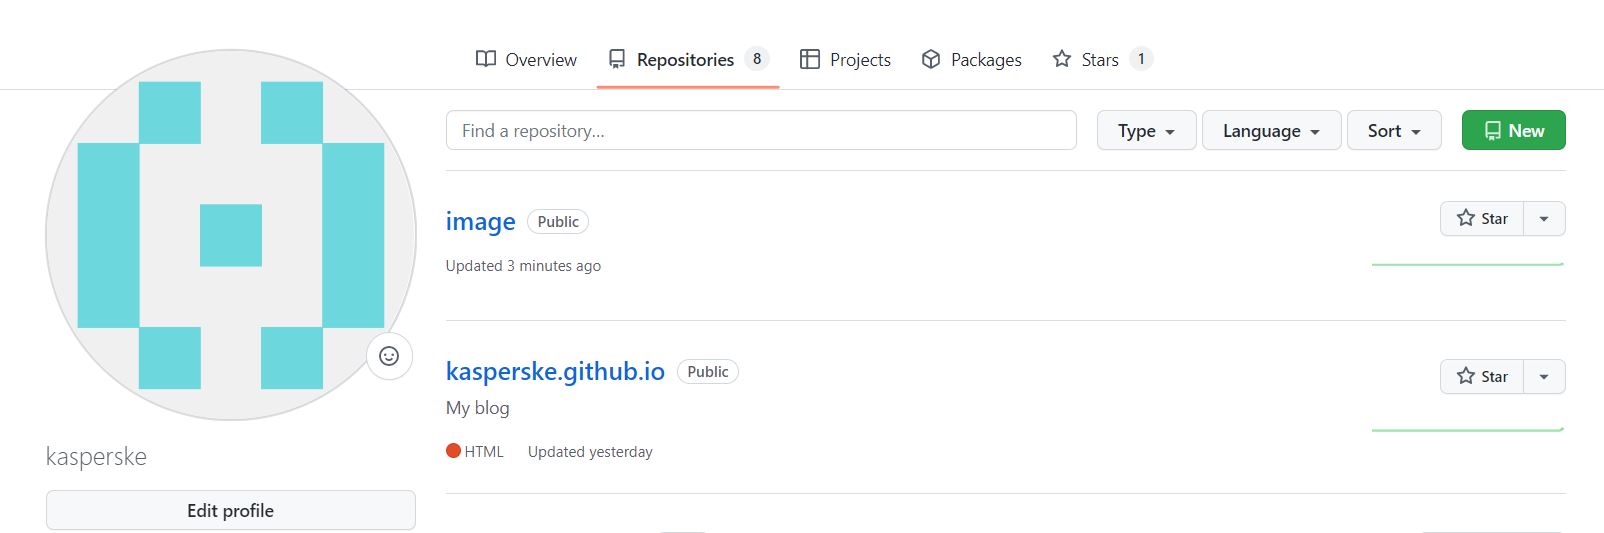 Overview Repositories 8 Projects Packages Stars 1
Find a repository... Type Language Sort New
image Public Star
Updated 3 minutes ago
kasperske.github.io Public Star
My blog
HTML Updated yesterday
kasperske
Edit profile